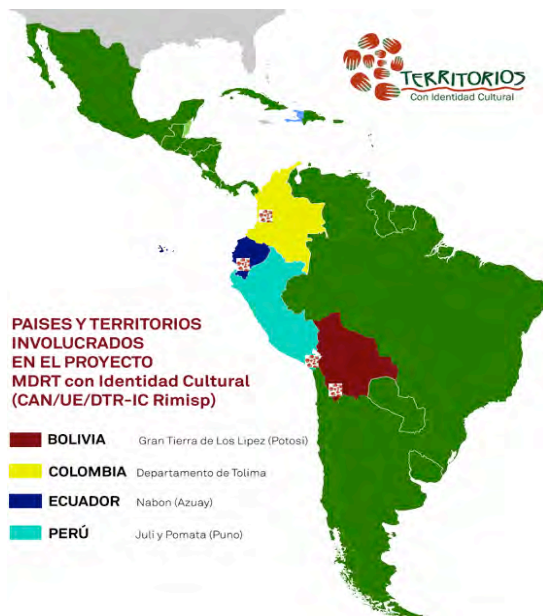 TERRITORIOS
Con Identidad Cultural
PAISES Y TERRITORIOS
INVOLUCRADOS
EN EL PROYECTO
MDRT con Identidad Cultural
(CAN/UE/DTR-IC Rimisp)
BOLIVIA Gran Tierra de Los Lipez (Potosi)
COLOMBIA Departamento de Tolima
ECUADOR Nabon (Azuay)
PERÚ Juli y Pomata (Puno)